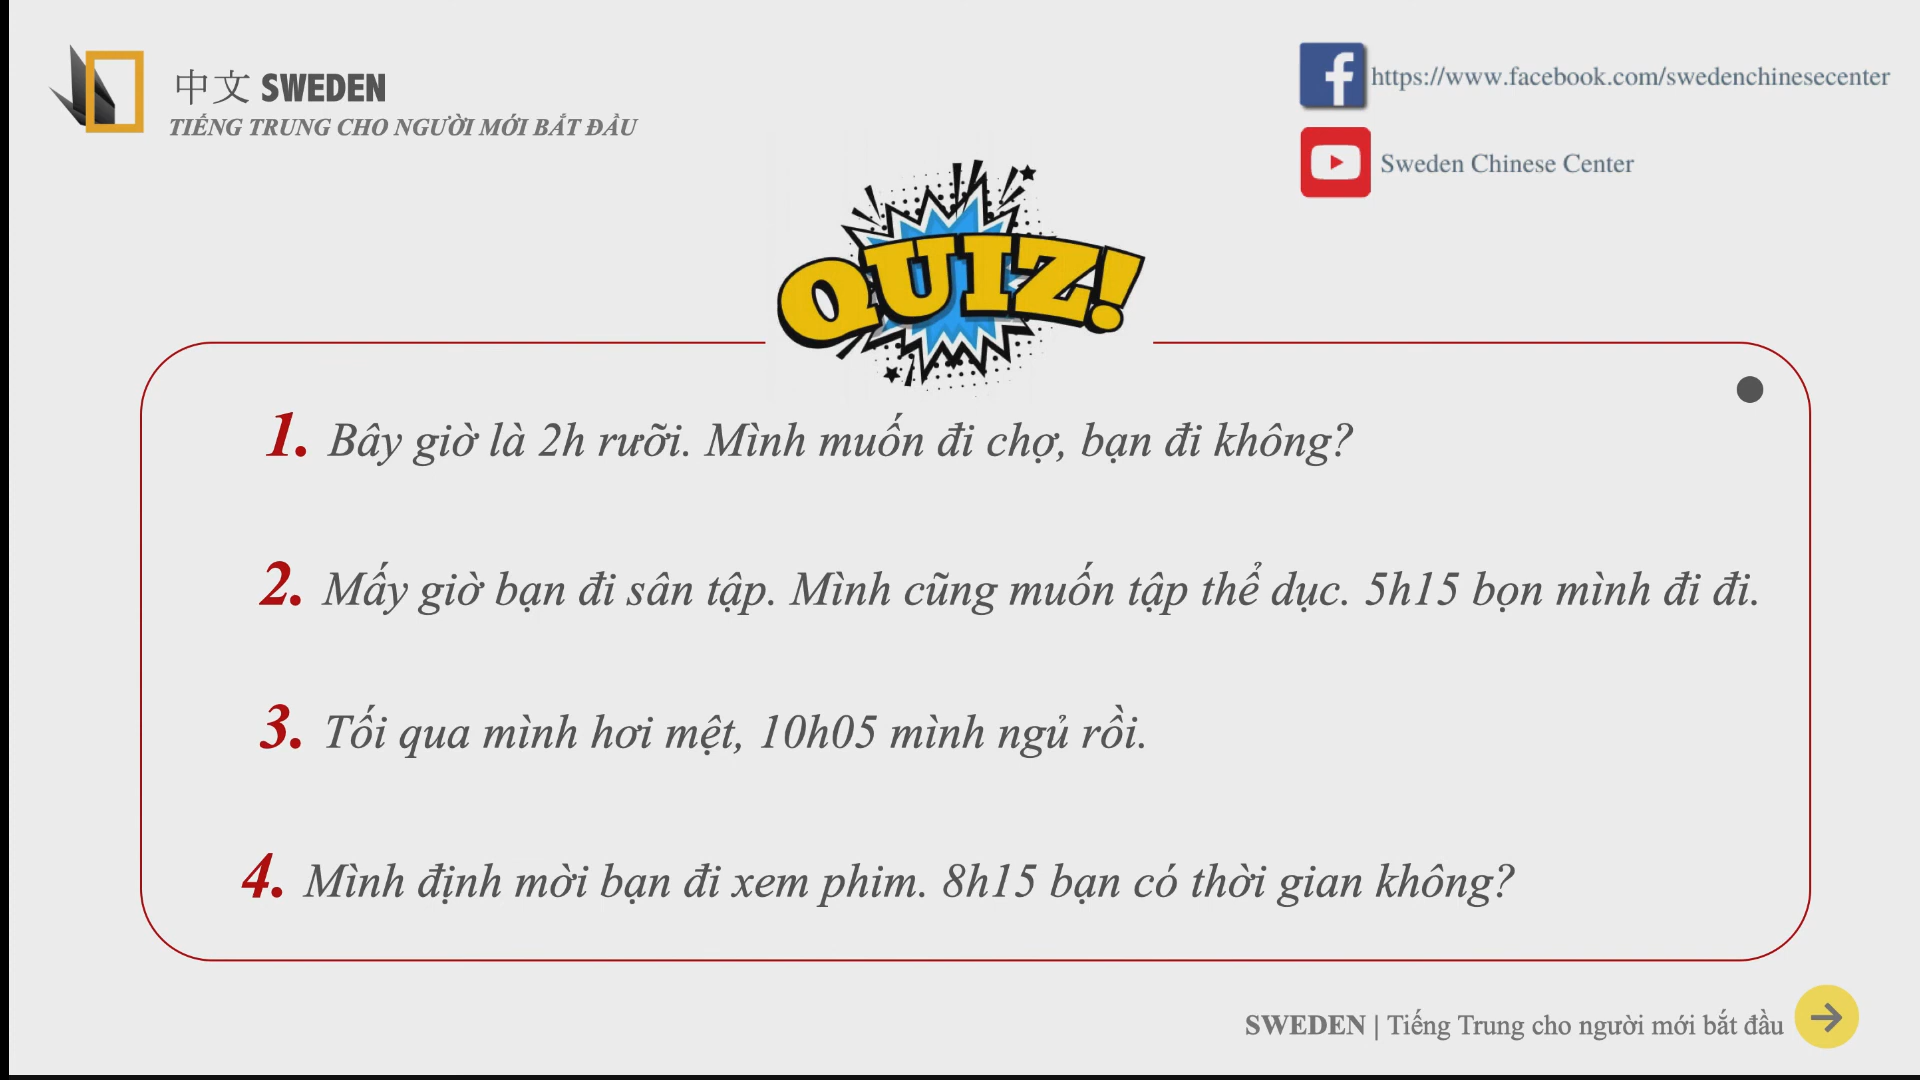 中文 SWEDEN
TIẾNG TRUNG CHO NGƯỜI MỚI BẮT ĐẦU
https://www.facebook.com/swedenchinesecenter
Sweden Chinese Center
QUIZ!
1. Bây giờ là 2h rưỡi. Mình muốn đi chợ, bạn đi không?
2. Mấy giờ bạn đi sân tập. Mình cũng muốn tập thể dục. 5h15 bọn mình đi đi.
3. Tối qua mình hơi mệt, 10h05 mình ngủ rồi.
4. Mình định mời bạn đi xem phim. 8h15 bạn có thời gian không?
SWEDEN | Tiếng Trung cho người mới bắt đầu